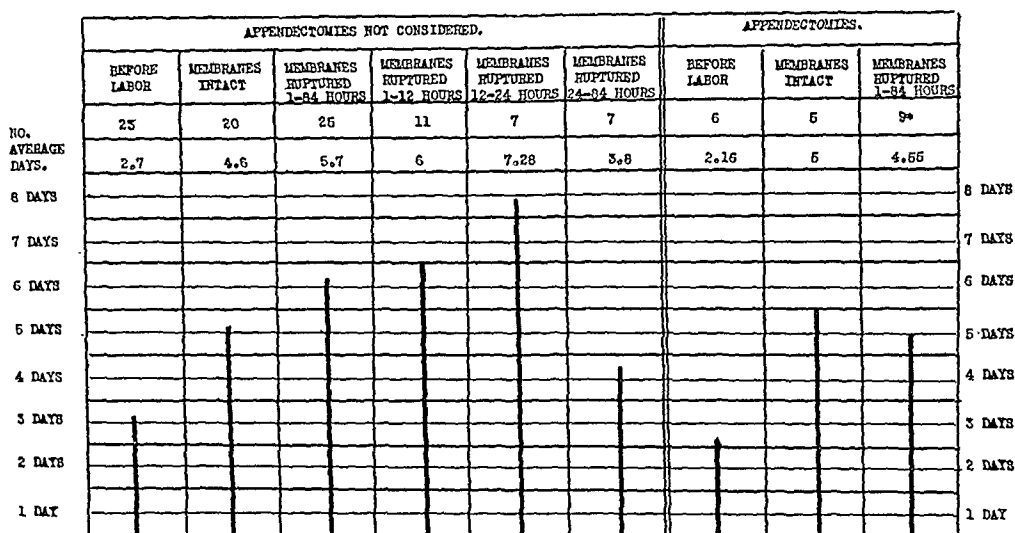 APPENDECTOMIES NOT CONSIDERED. APPENDECTOMIES.
BEFORE LABOR MEMBRANES INTACT MEMBRANES RUPTURED 1-84 HOURS MEMBRANES RUPTURED 1-12 HOURS MEMBRANES RUPTURED 12-24 HOURS MEMBRANES RUPTURED 24-84 HOURS BEFORE LABOR MEMBRANES INTACT MEMBRANES RUPTURED 1-84 HOURS
NO. 23 20 25 11 7 7 6 5 9*
AVERAGE DAYS. 2.7 4.6 5.7 6 7.28 3.8 2.16 5 4.55
8 DAYS 8 DAYS
7 DAYS 7 DAYS
6 DAYS 6 DAYS
5 DAYS 5 DAYS
4 DAYS 4 DAYS
3 DAYS 3 DAYS
2 DAYS 2 DAYS
1 DAY 1 DAY